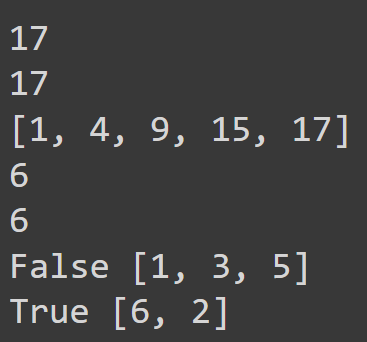 17
17
[1, 4, 9, 15, 17]
6
6
False [1, 3, 5]
True [6, 2]